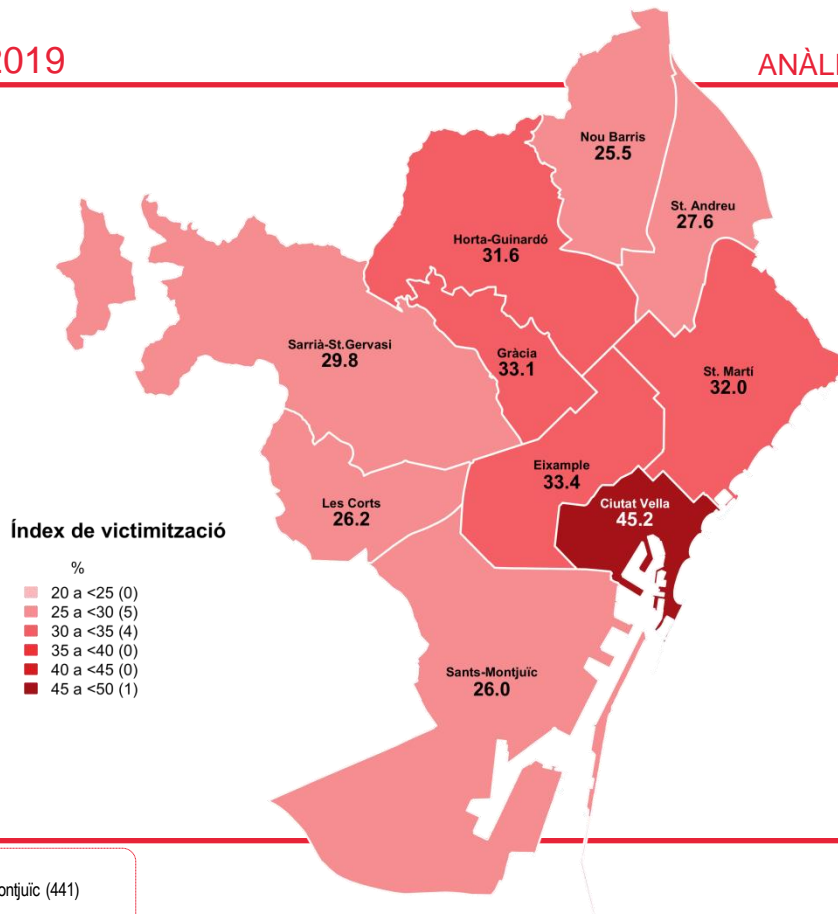 2019
ANÀLI
Nou Barris
25.5
St. Andreu
27.6
Horta-Guinardó
31.6
Sarrià-St.Gervasi
29.8
Gràcia
33.1
St. Martí
32.0
Eixample
33.4
Ciutat Vella
45.2
Les Corts
26.2
Índex de victimització
%
20 a <25 (0)
25 a <30 (5)
30 a <35 (4)
35 a <40 (0)
40 a <45 (0)
45 a <50 (1)
Sants-Montjuïc
26.0
ontjuïc (441)